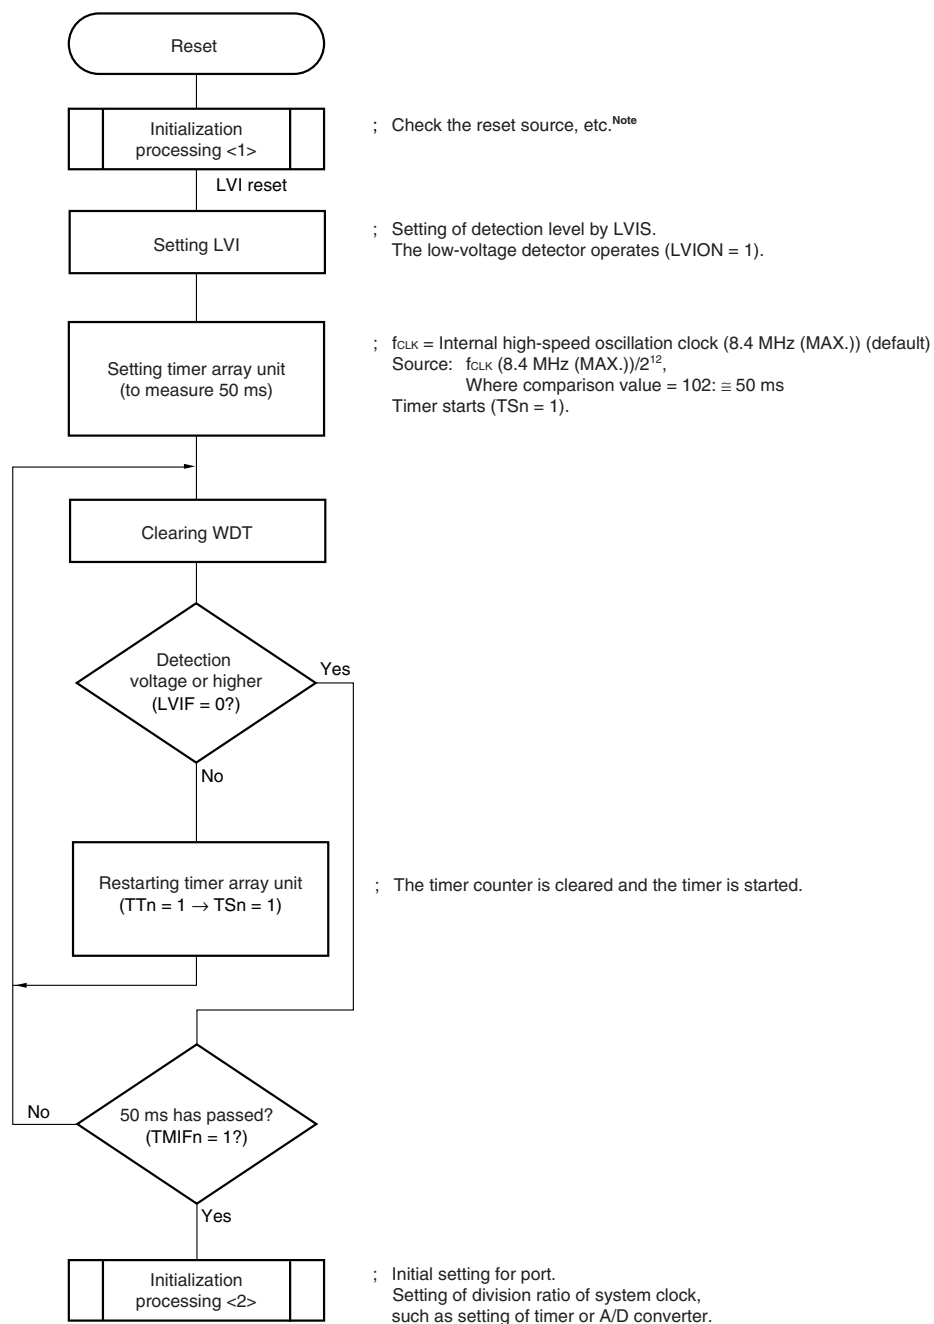 Reset
Initialization
processing <1>
; Check the reset source, etc.Note
LVI reset
Setting LVI
; Setting of detection level by LVIS.
The low-voltage detector operates (LVION = 1).
Setting timer array unit
(to measure 50 ms)
; fCLK = Internal high-speed oscillation clock (8.4 MHz (MAX.)) (default)
Source: fCLK (8.4 MHz (MAX.))/2¹²,
Where comparison value = 102: ≅ 50 ms
Timer starts (TSn = 1).
Clearing WDT
Detection
voltage or higher
(LVIF = 0?)
Yes
No
Restarting timer array unit
(TTn = 1 → TSn = 1)
; The timer counter is cleared and the timer is started.
No
50 ms has passed?
(TMIFn = 1?)
Yes
Initialization
processing <2>
; Initial setting for port.
Setting of division ratio of system clock,
such as setting of timer or A/D converter.